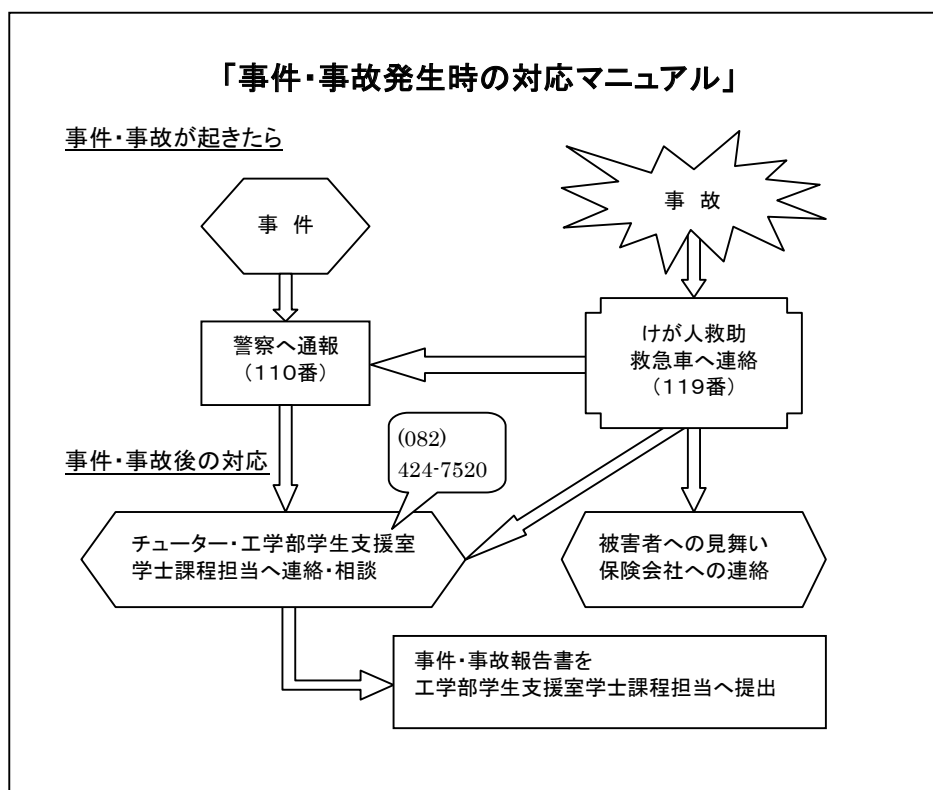 「事件・事故発生時の対応マニュアル」
事件・事故が起きたら
事 件
事 故
警察へ通報
（１１０番）
けが人救助
救急車へ連絡
（１１９番）
事件・事故後の対応
(082)
424-7520
チューター・工学部学生支援室
学士課程担当へ連絡・相談
被害者への見舞い
保険会社への連絡
事件・事故報告書を
工学部学生支援室学士課程担当へ提出